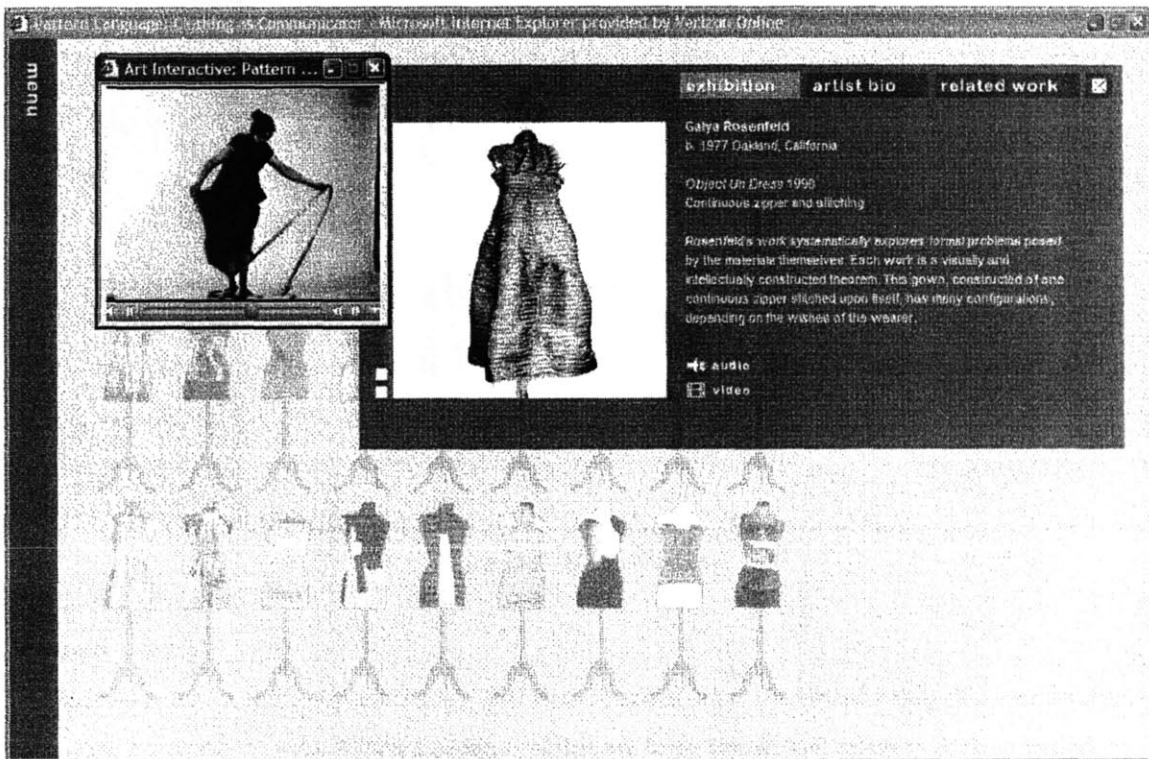 Pattern Language: Clothing as Communicator - Microsoft Internet Explorer provided by Verizon Online
menu
Art Interactive: Pattern ...
exhibition
artist bio
related work
Galya Rosenfeld
b. 1977 Oakland, California
Object Un Dress 1998
Continuous zipper and stitching
Rosenfeld's work systematically explores formal problems posed
by the materials themselves. Each work is a visually and
intellectually constructed theorem. This gown, constructed of one
continuous zipper stitched upon itself, has many configurations,
depending on the wishes of the wearer.
audio
video